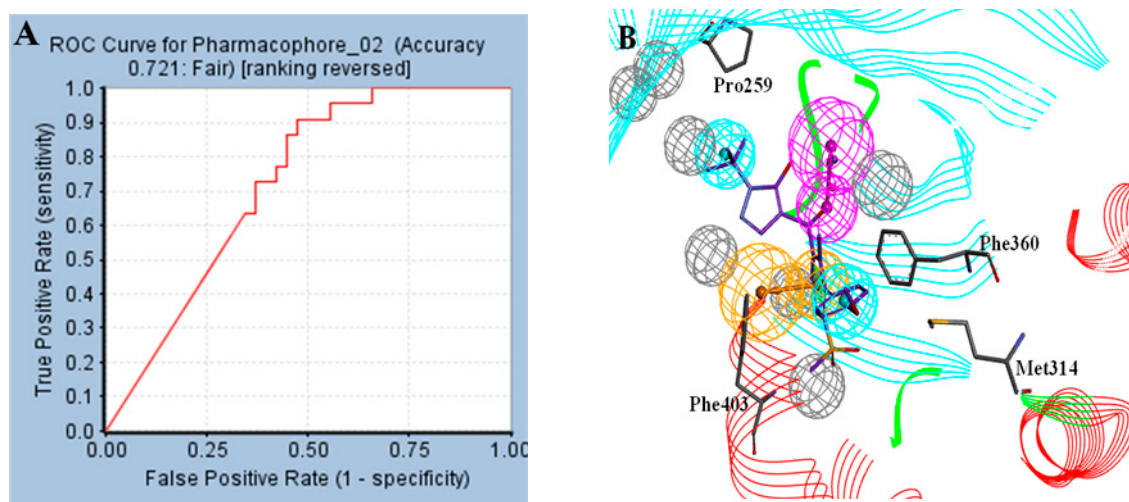 A
ROC Curve for Pharmacophore_02 (Accuracy
0.721: Fair) [ranking reversed]
True Positive Rate (sensitivity)
1.0
0.9
0.8
0.7
0.6
0.5
0.4
0.3
0.2
0.1
0.0
0.00 0.25 0.50 0.75 1.00
False Positive Rate (1 - specificity)
B
Pro259
Phe360
Met314
Phe403